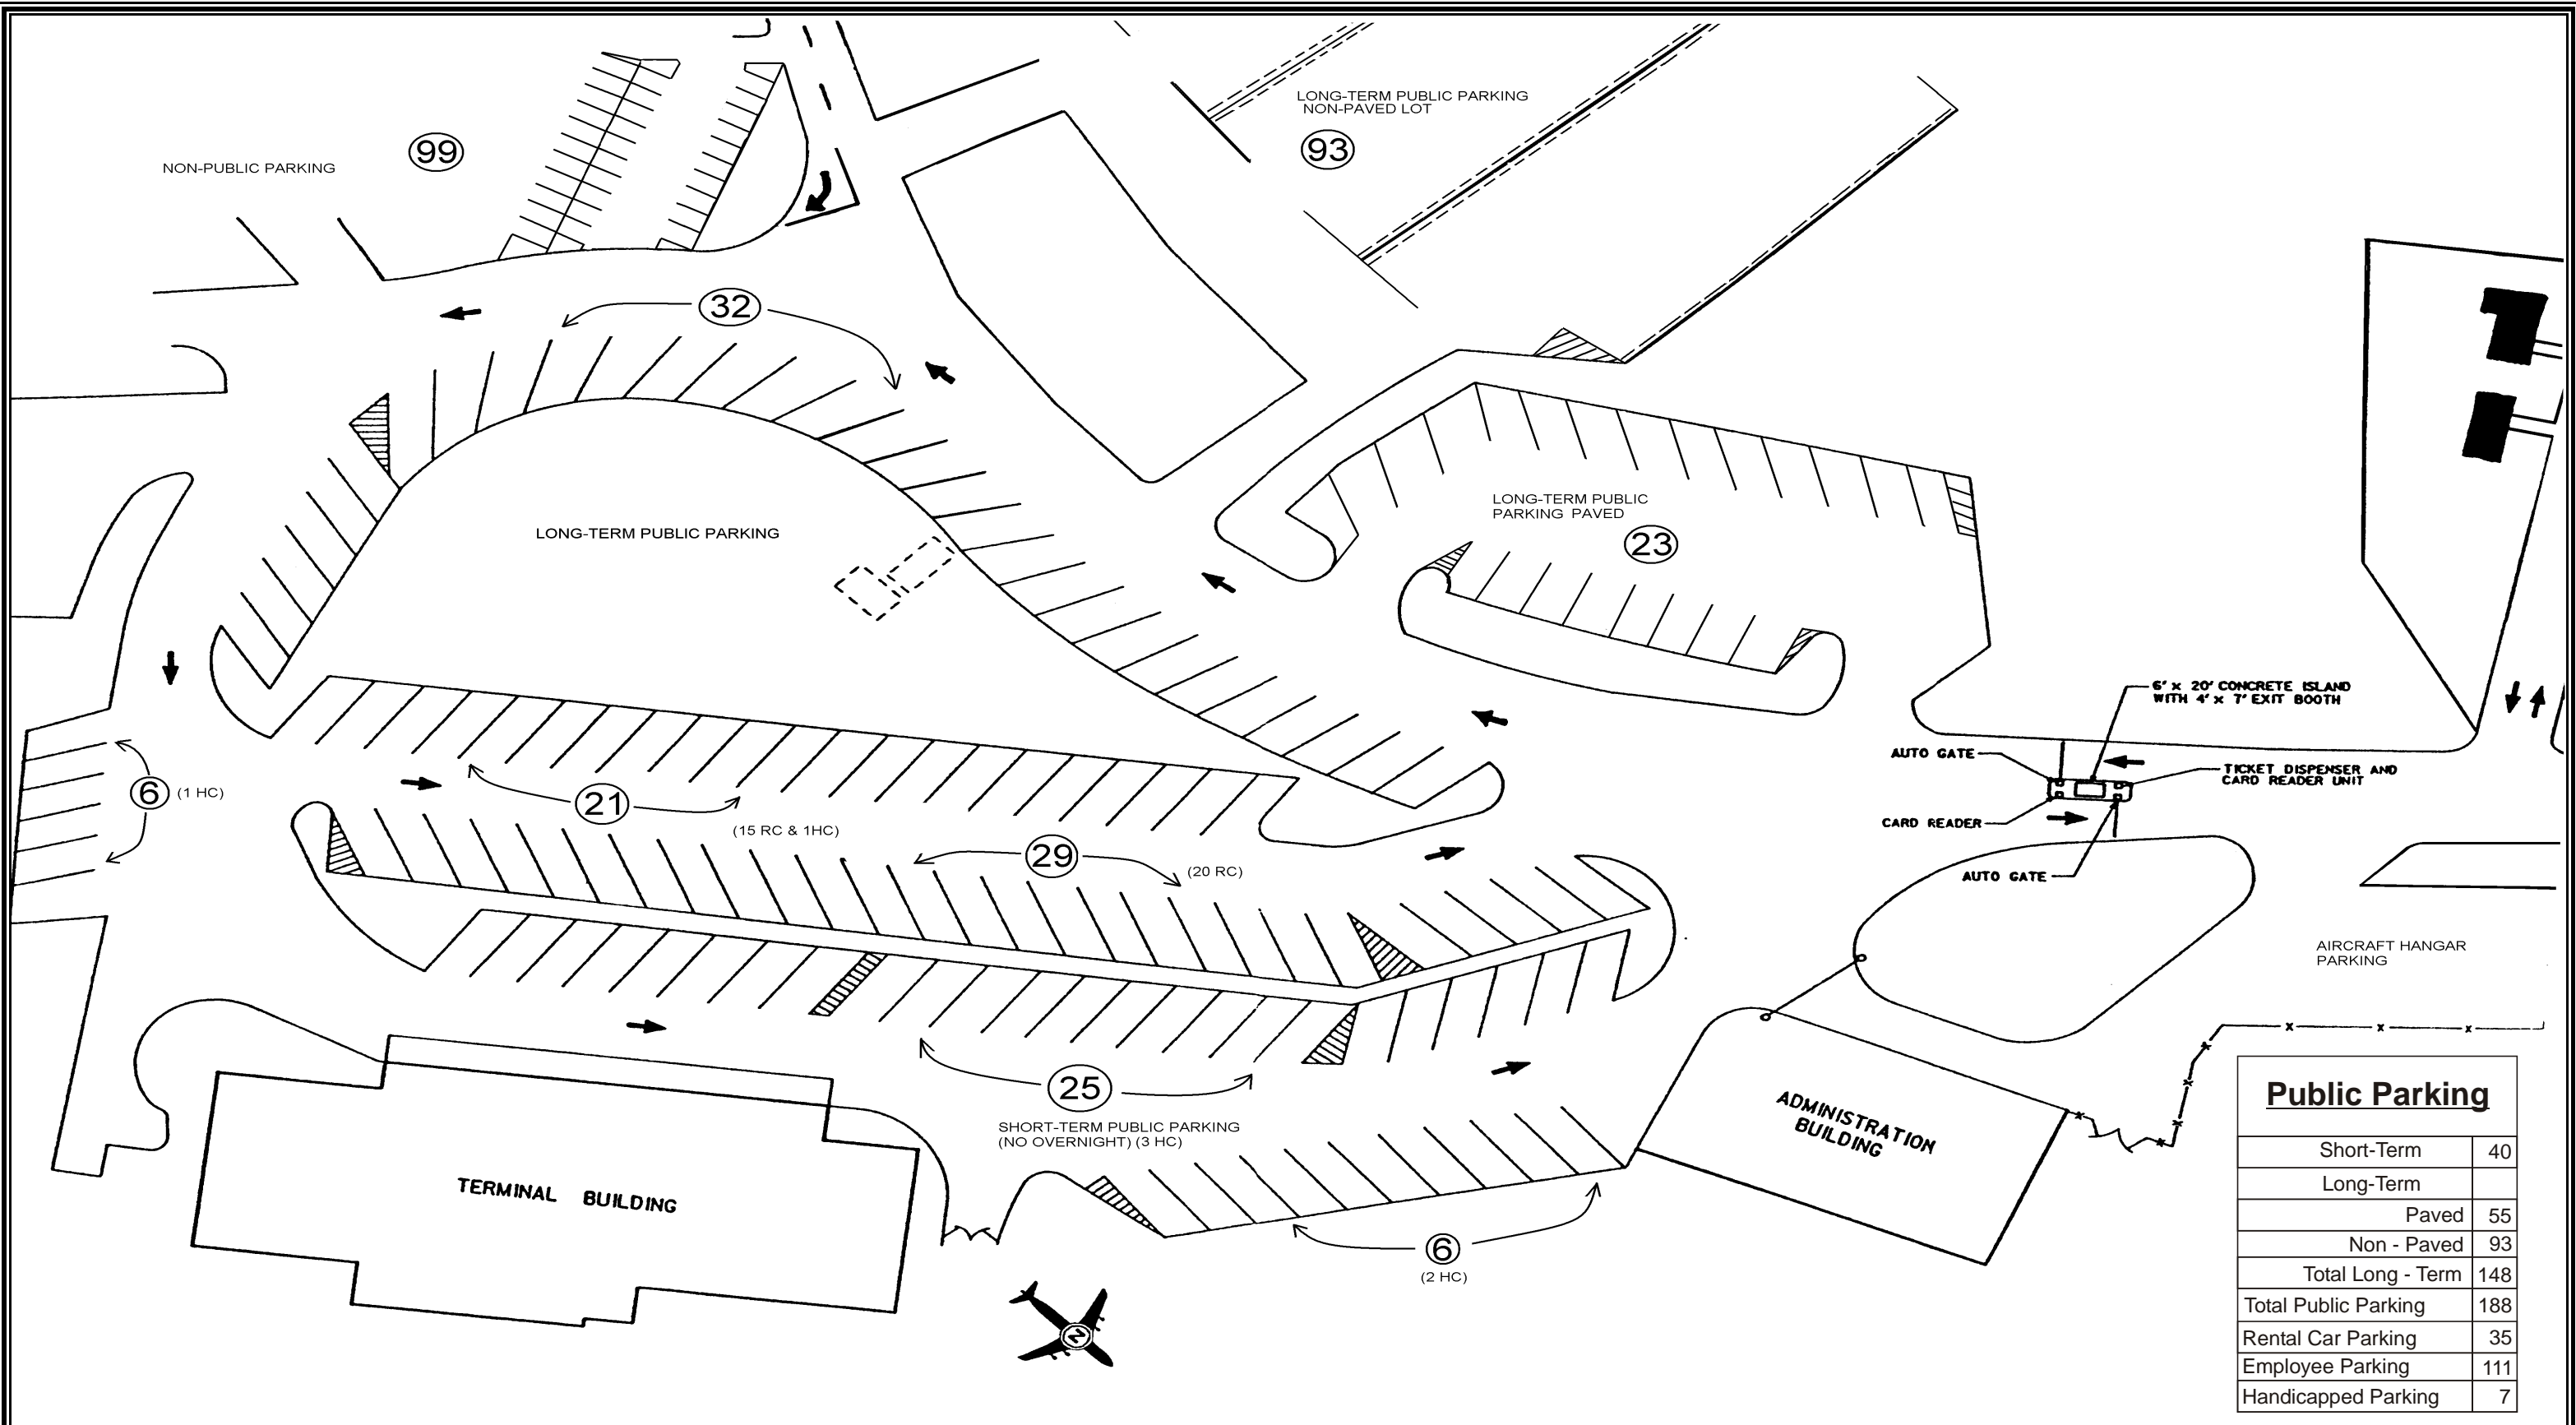 LONG-TERM PUBLIC PARKING
NON-PAVED LOT
93
NON-PUBLIC PARKING
99
32
LONG-TERM PUBLIC PARKING
LONG-TERM PUBLIC
PARKING PAVED
23
6' x 20' CONCRETE ISLAND
WITH 4' x 7' EXIT BOOTH
AUTO GATE
TICKET DISPENSER AND
CARD READER UNIT
CARD READER
AUTO GATE
6 (1 HC)
21
(15 RC & 1HC)
29
(20 RC)
AIRCRAFT HANGAR
PARKING
25
SHORT-TERM PUBLIC PARKING
(NO OVERNIGHT) (3 HC)
ADMINISTRATION
BUILDING
TERMINAL BUILDING
6
(2 HC)
N
Public Parking
Short-Term 40
Long-Term
Paved 55
Non - Paved 93
Total Long - Term 148
Total Public Parking 188
Rental Car Parking 35
Employee Parking 111
Handicapped Parking 7